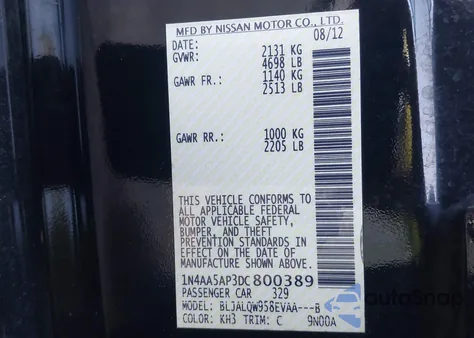 MFD BY NISSAN MOTOR CO., LTD.
DATE: 08/12
GVWR: 2131 KG
4698 LB
GAWR FR.: 1140 KG
2513 LB
GAWR RR.: 1000 KG
2205 LB
THIS VEHICLE CONFORMS TO
ALL APPLICABLE FEDERAL
MOTOR VEHICLE SAFETY,
BUMPER, AND THEFT
PREVENTION STANDARDS IN
EFFECT ON THE DATE OF
MANUFACTURE SHOWN ABOVE.
1N4AA5AP3DC800389
PASSENGER CAR 329
MODEL: BLJALQW958EVAA---B
COLOR: KH3 TRIM: C 9N00A
autoSnap